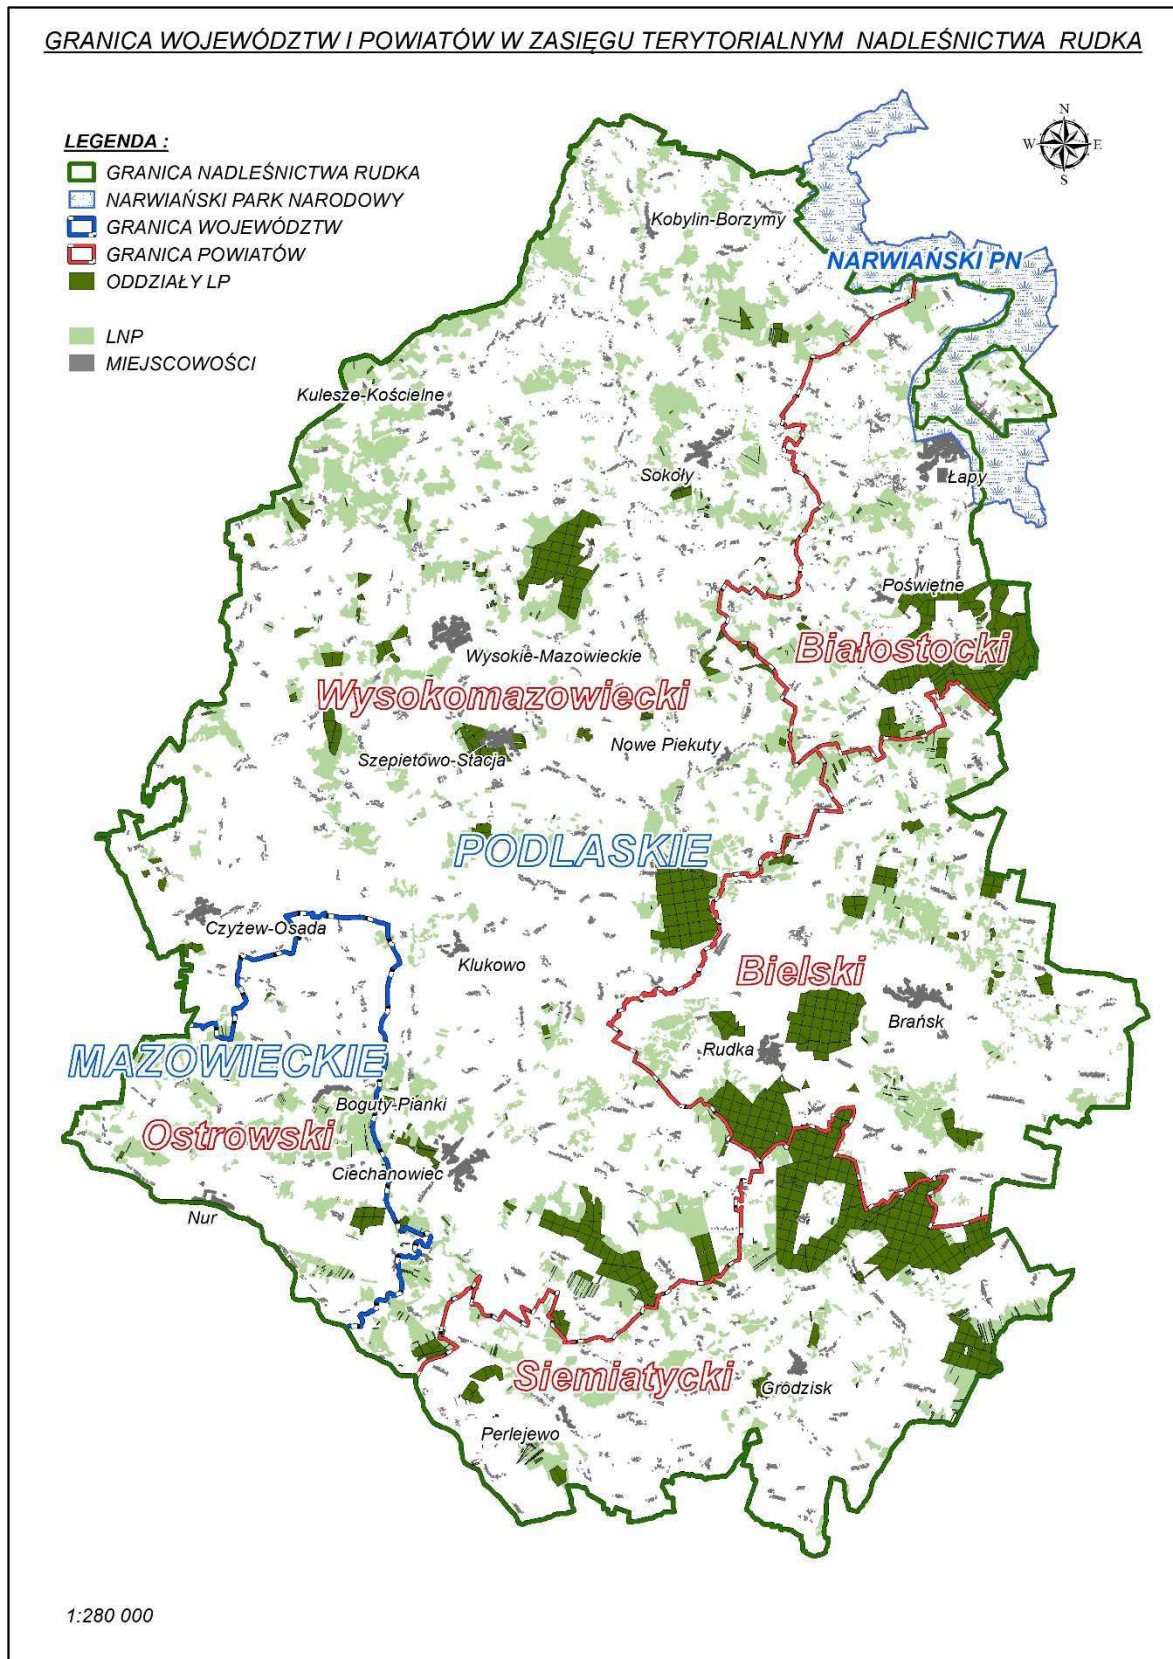 GRANICA WOJEWÓDZTW I POWIATÓW W ZASIĘGU TERYTORIALNYM NADLEŚNICTWA RUDKA
LEGENDA :
GRANICA NADLEŚNICTWA RUDKA
NARWIAŃSKI PARK NARODOWY
GRANICA WOJEWÓDZTW
GRANICA POWIATÓW
ODDZIAŁY LP
LNP
MIEJSCOWOŚCI
N
W
E
S
Kobylin-Borzymy
NARWIAŃSKI PN
Kulesze-Kościelne
Sokoły
Łapy
Poświętne
Białostocki
Wysokie-Mazowieckie
Wysokomazowiecki
Nowe Piekuty
Szepietowo-Stacja
PODLASKIE
Czyżew-Osada
Klukowo
Bielski
Brańsk
Rudka
MAZOWIECKIE
Boguty-Pianki
Ostrowski
Ciechanowiec
Nur
Siemiatycki
Grodzisk
Perlejewo
1:280 000